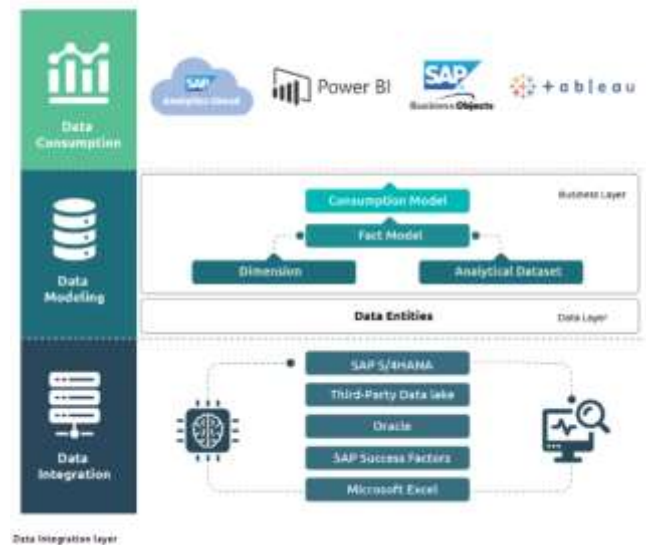 Data
Consumption
SAP
Analytics Cloud
Power BI
SAP
BusinessObjects
+ableau
Data
Modeling
Consumption Model
Business Layer
Fact Model
Dimension
Analytical Dataset
Data Entities
Data Layer
Data
Integration
SAP S/4HANA
Third-Party Data lake
Oracle
SAP Success Factors
Microsoft Excel
Data Integration layer